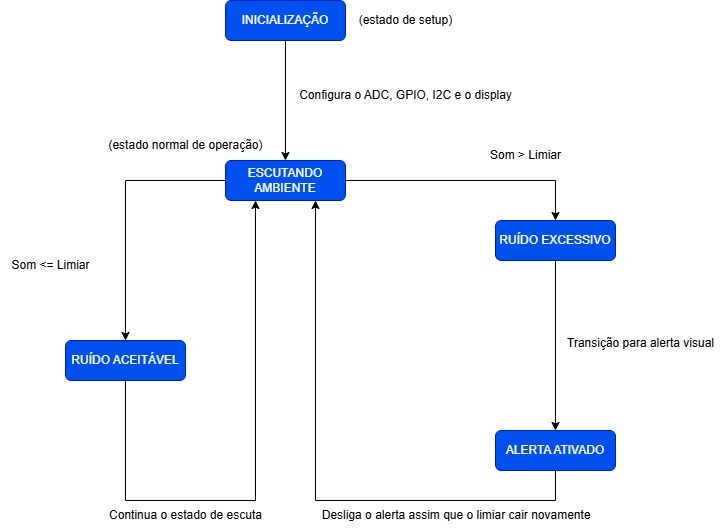 INICIALIZAÇÃO
(estado de setup)
Configura o ADC, GPIO, I2C e o display
(estado normal de operação)
ESCUTANDO
AMBIENTE
Som > Limiar
RUÍDO EXCESSIVO
Som <= Limiar
Transição para alerta visual
RUÍDO ACEITÁVEL
ALERTA ATIVADO
Continua o estado de escuta
Desliga o alerta assim que o limiar cair novamente